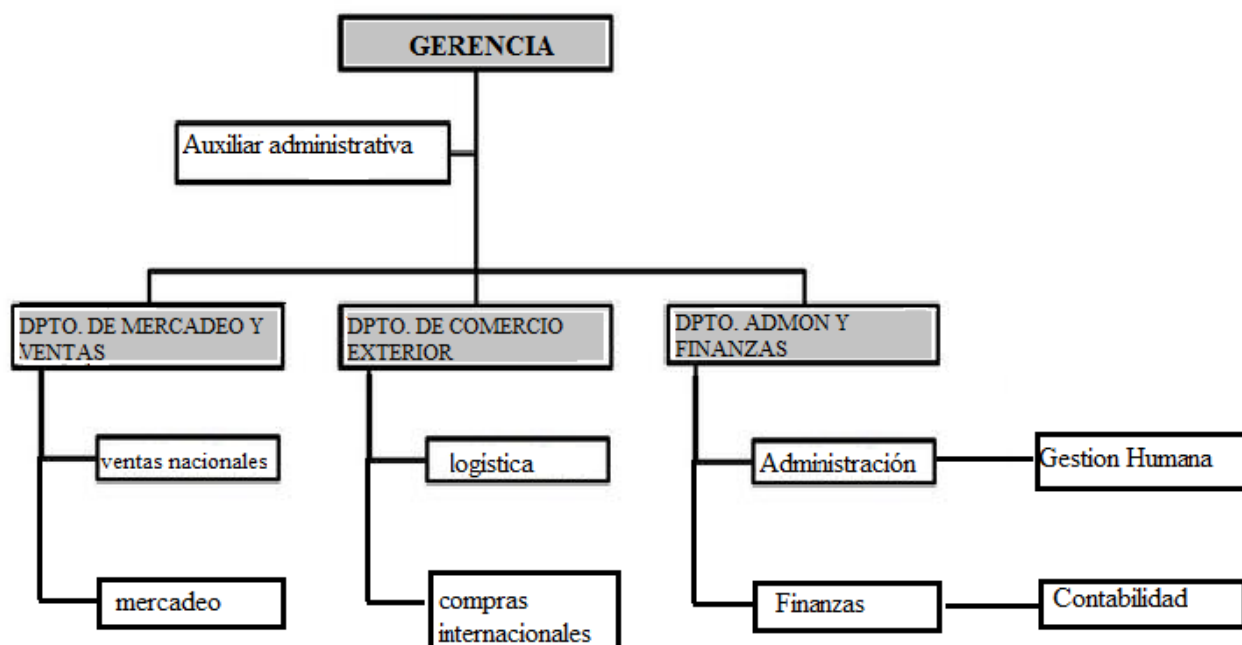 GERENCIA
Auxiliar administrativa
DPTO. DE MERCADEO Y
VENTAS
DPTO. DE COMERCIO
EXTERIOR
DPTO. ADMON Y
FINANZAS
ventas nacionales
logística
Administración
Gestion Humana
mercadeo
compras
internacionales
Finanzas
Contabilidad